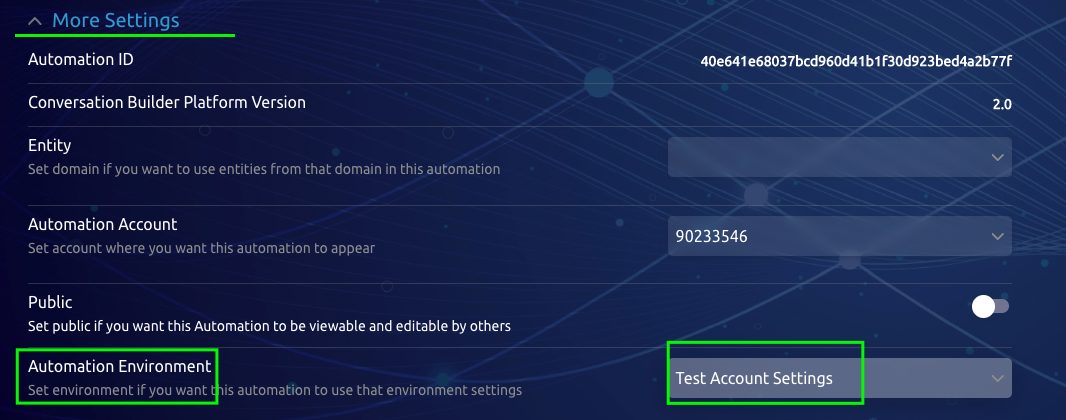 More Settings
Automation ID
40e641e68037bcd960d41b1f30d923bed4a2b77f
Conversation Builder Platform Version
2.0
Entity
Set domain if you want to use entities from that domain in this automation
Automation Account
90233546
Set account where you want this automation to appear
Public
Set public if you want this Automation to be viewable and editable by others
Automation Environment
Test Account Settings
Set environment if you want this automation to use that environment settings